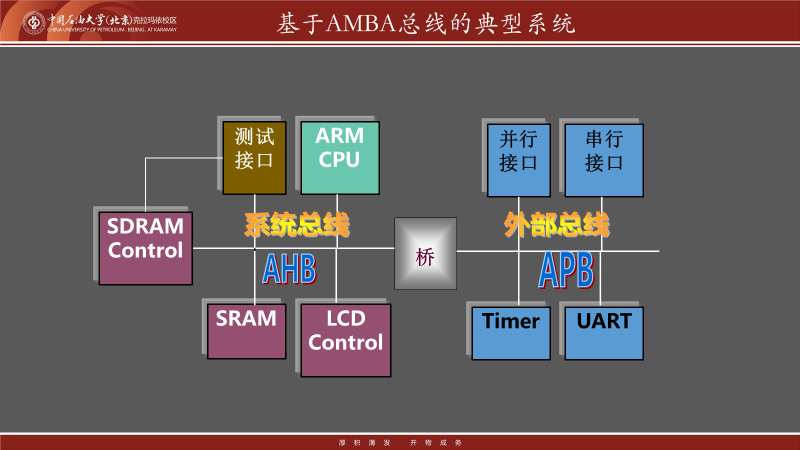 中国石油大学(北京)克拉玛依校区
CHINA UNIVERSITY OF PETROLEUM, BEIJING, AT KARAMAY
基于AMBA总线的典型系统
测试
接口
ARM
CPU
并行
接口
串行
接口
SDRAM
Control
系统总线
外部总线
AHB
桥
APB
SRAM
LCD
Control
Timer
UART
厚积薄发 开物成务